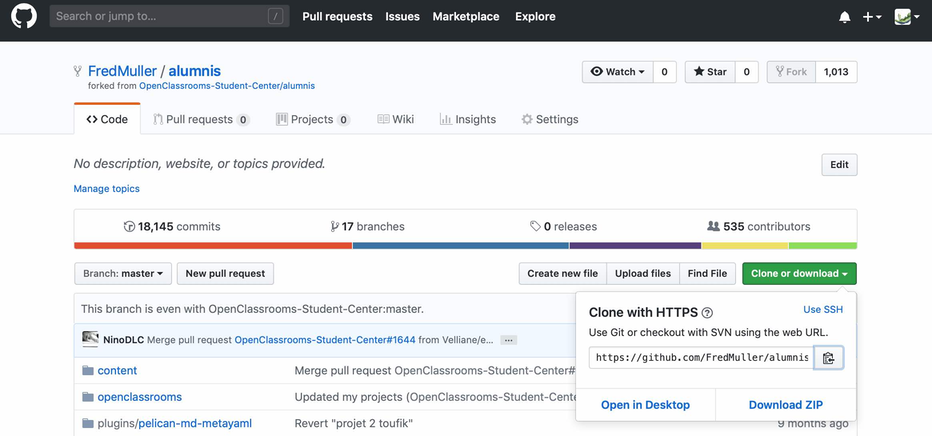 Search or jump to... /
Pull requests Issues Marketplace Explore
FredMuller / alumnis
forked from OpenClassrooms-Student-Center/alumnis
Watch 0 Star 0 Fork 1,013
Code Pull requests 0 Projects 0 Wiki Insights Settings
No description, website, or topics provided.
Edit
Manage topics
18,145 commits 17 branches 0 releases 535 contributors
Branch: master New pull request Create new file Upload files Find File Clone or download
This branch is even with OpenClassrooms-Student-Center:master.
Clone with HTTPS ?
Use SSH
Use Git or checkout with SVN using the web URL.
https://github.com/FredMuller/alumnis
Open in Desktop Download ZIP
NinoDLC Merge pull request OpenClassrooms-Student-Center#1644 from Velliane/e... ...
content Merge pull request OpenClassrooms-Student-Center#
openclassrooms Updated my projects (OpenClassrooms-Student-Cente
plugins/pelican-md-metayaml Revert "projet 2 toufik" 9 months ago